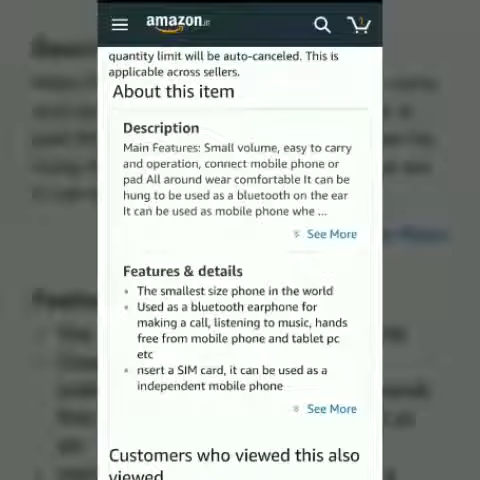 amazon.in
1
quantity limit will be auto-canceled. This is
applicable across sellers.
About this item
Description
Main Features: Small volume, easy to carry
and operation, connect mobile phone or
pad All around wear comfortable It can be
hung to be used as a bluetooth on the ear
It can be used as mobile phone whe ...
See More
Features & details
• The smallest size phone in the world
• Used as a bluetooth earphone for
making a call, listening to music, hands
free from mobile phone and tablet pc
etc
• nsert a SIM card, it can be used as a
independent mobile phone
See More
Customers who viewed this also
viewed